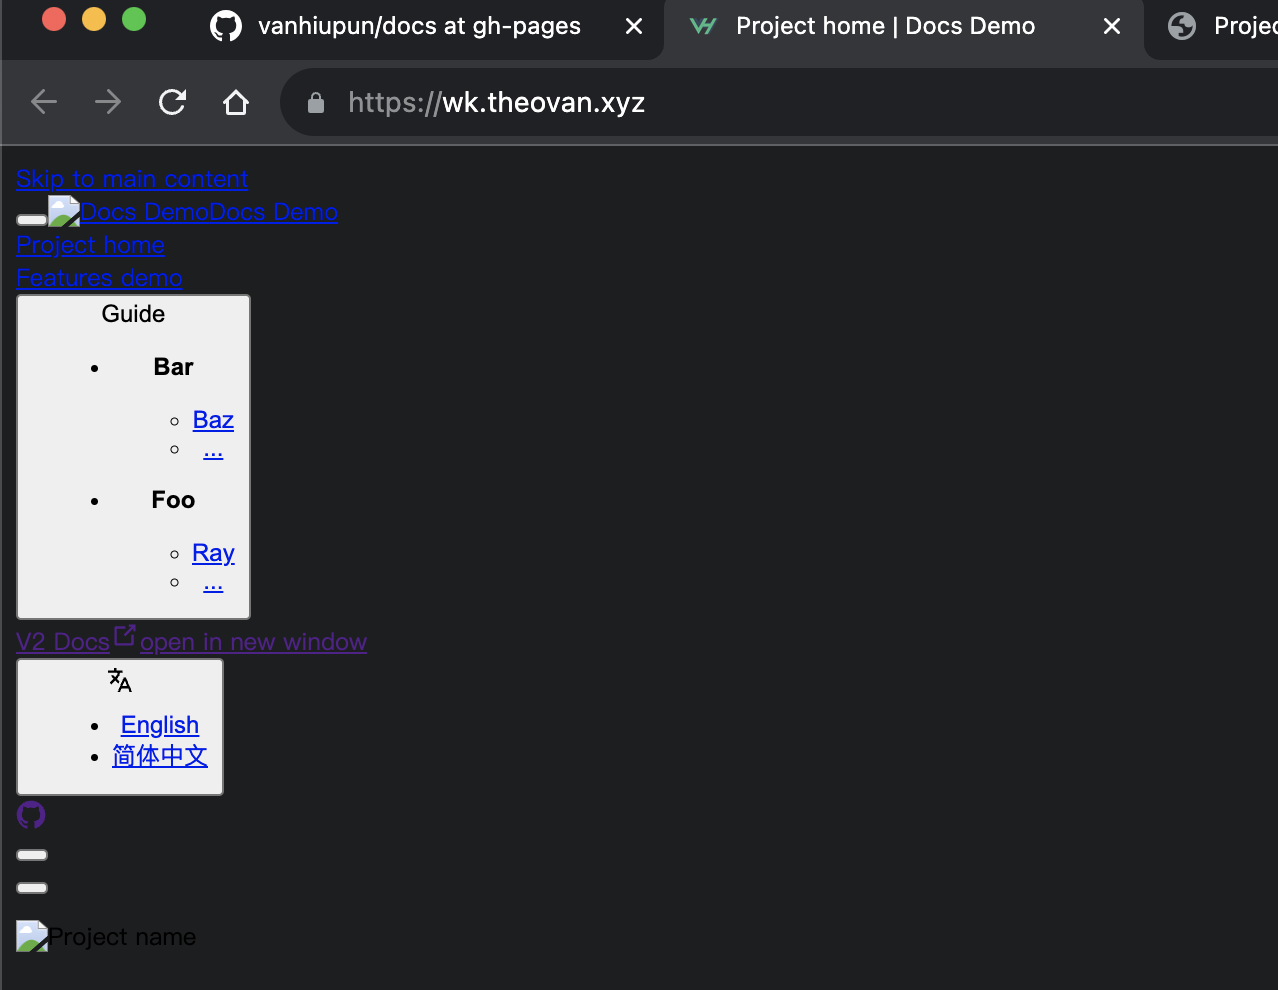 vanhiupun/docs at gh-pages
Project home | Docs Demo
Projec
https://wk.theovan.xyz
Skip to main content
Docs DemoDocs Demo
Project home
Features demo
Guide
Bar
Baz
...
Foo
Ray
...
V2 Docs open in new window
文A
English
简体中文
Project name